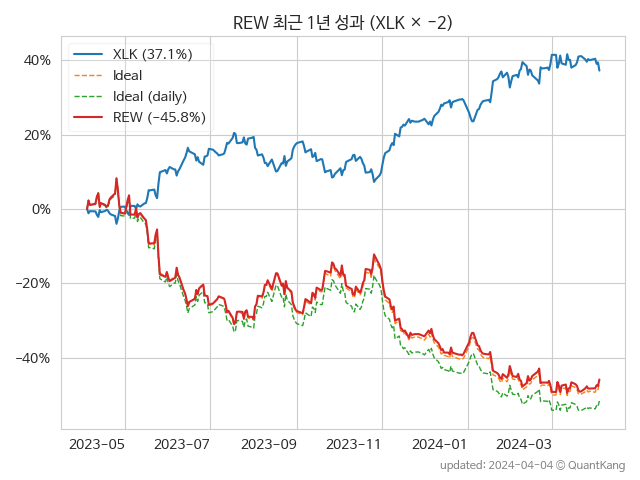 REW 최근 1년 성과 (XLK × −2)
XLK (37.1%)
Ideal
Ideal (daily)
REW (−45.8%)
40%
20%
0%
−20%
−40%
2023-05
2023-07
2023-09
2023-11
2024-01
2024-03
updated: 2024-04-04 © QuantKang